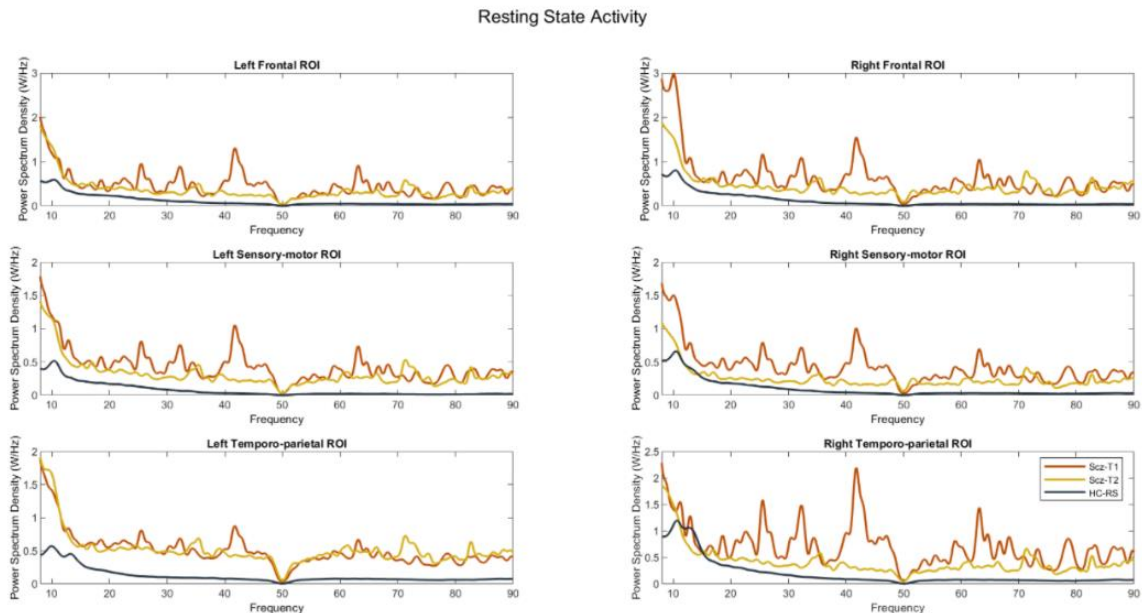 Resting State Activity
Left Frontal ROI
Power Spectrum Density (W/Hz)
3
2
1
0
10 20 30 40 50 60 70 80 90
Frequency
Right Frontal ROI
Power Spectrum Density (W/Hz)
3
2
1
0
10 20 30 40 50 60 70 80 90
Frequency
Left Sensory-motor ROI
Power Spectrum Density (W/Hz)
2
1.5
1
0.5
0
10 20 30 40 50 60 70 80 90
Frequency
Right Sensory-motor ROI
Power Spectrum Density (W/Hz)
2
1.5
1
0.5
0
10 20 30 40 50 60 70 80 90
Frequency
Left Temporo-parietal ROI
Power Spectrum Density (W/Hz)
2
1.5
1
0.5
0
10 20 30 40 50 60 70 80 90
Frequency
Right Temporo-parietal ROI
Power Spectrum Density (W/Hz)
2.5
2
1.5
1
0.5
0
10 20 30 40 50 60 70 80 90
Frequency
Scz-T1
Scz-T2
HC-RS